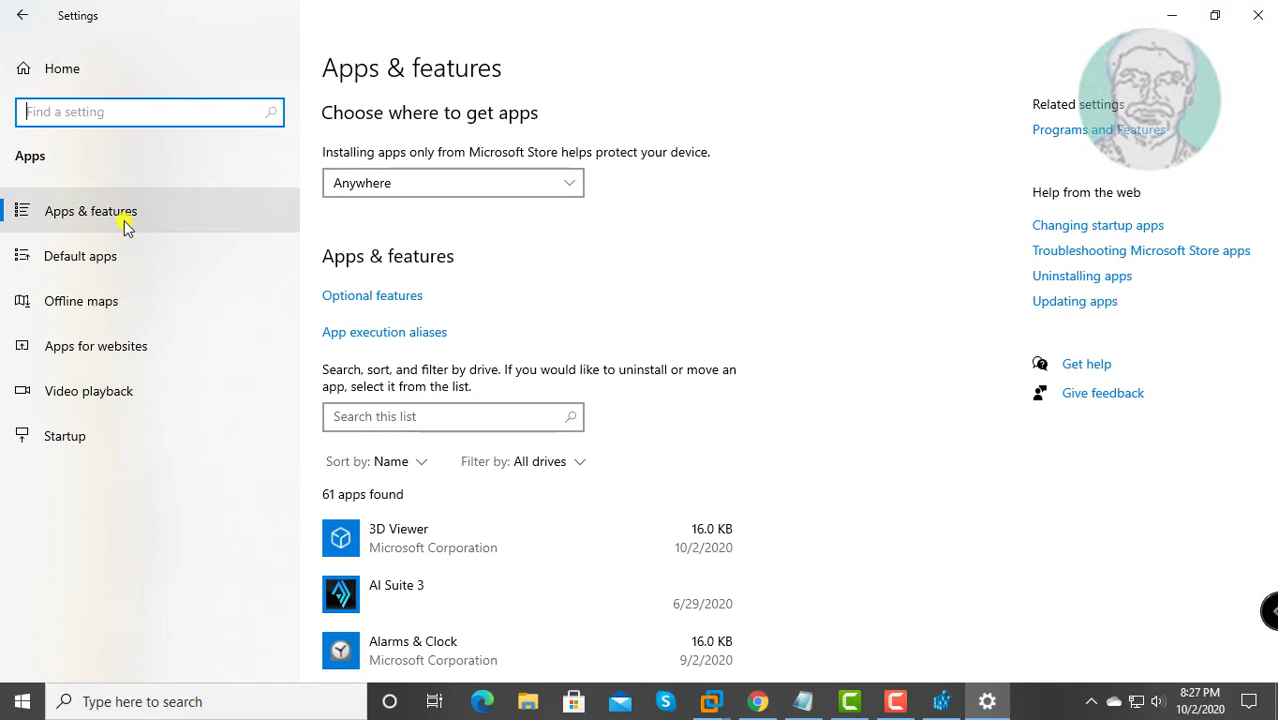 Settings
Home
Find a setting
Apps
Apps & features
Default apps
Offline maps
Apps for websites
Video playback
Startup
Apps & features
Choose where to get apps
Installing apps only from Microsoft Store helps protect your device.
Anywhere
Apps & features
Optional features
App execution aliases
Search, sort, and filter by drive. If you would like to uninstall or move an
app, select it from the list.
Search this list
Sort by: Name
Filter by: All drives
61 apps found
3D Viewer
16.0 KB
Microsoft Corporation
10/2/2020
AI Suite 3
6/29/2020
Alarms & Clock
16.0 KB
Microsoft Corporation
9/2/2020
Related settings
Programs and Features
Help from the web
Changing startup apps
Troubleshooting Microsoft Store apps
Uninstalling apps
Updating apps
Get help
Give feedback
Type here to search
8:27 PM
10/2/2020